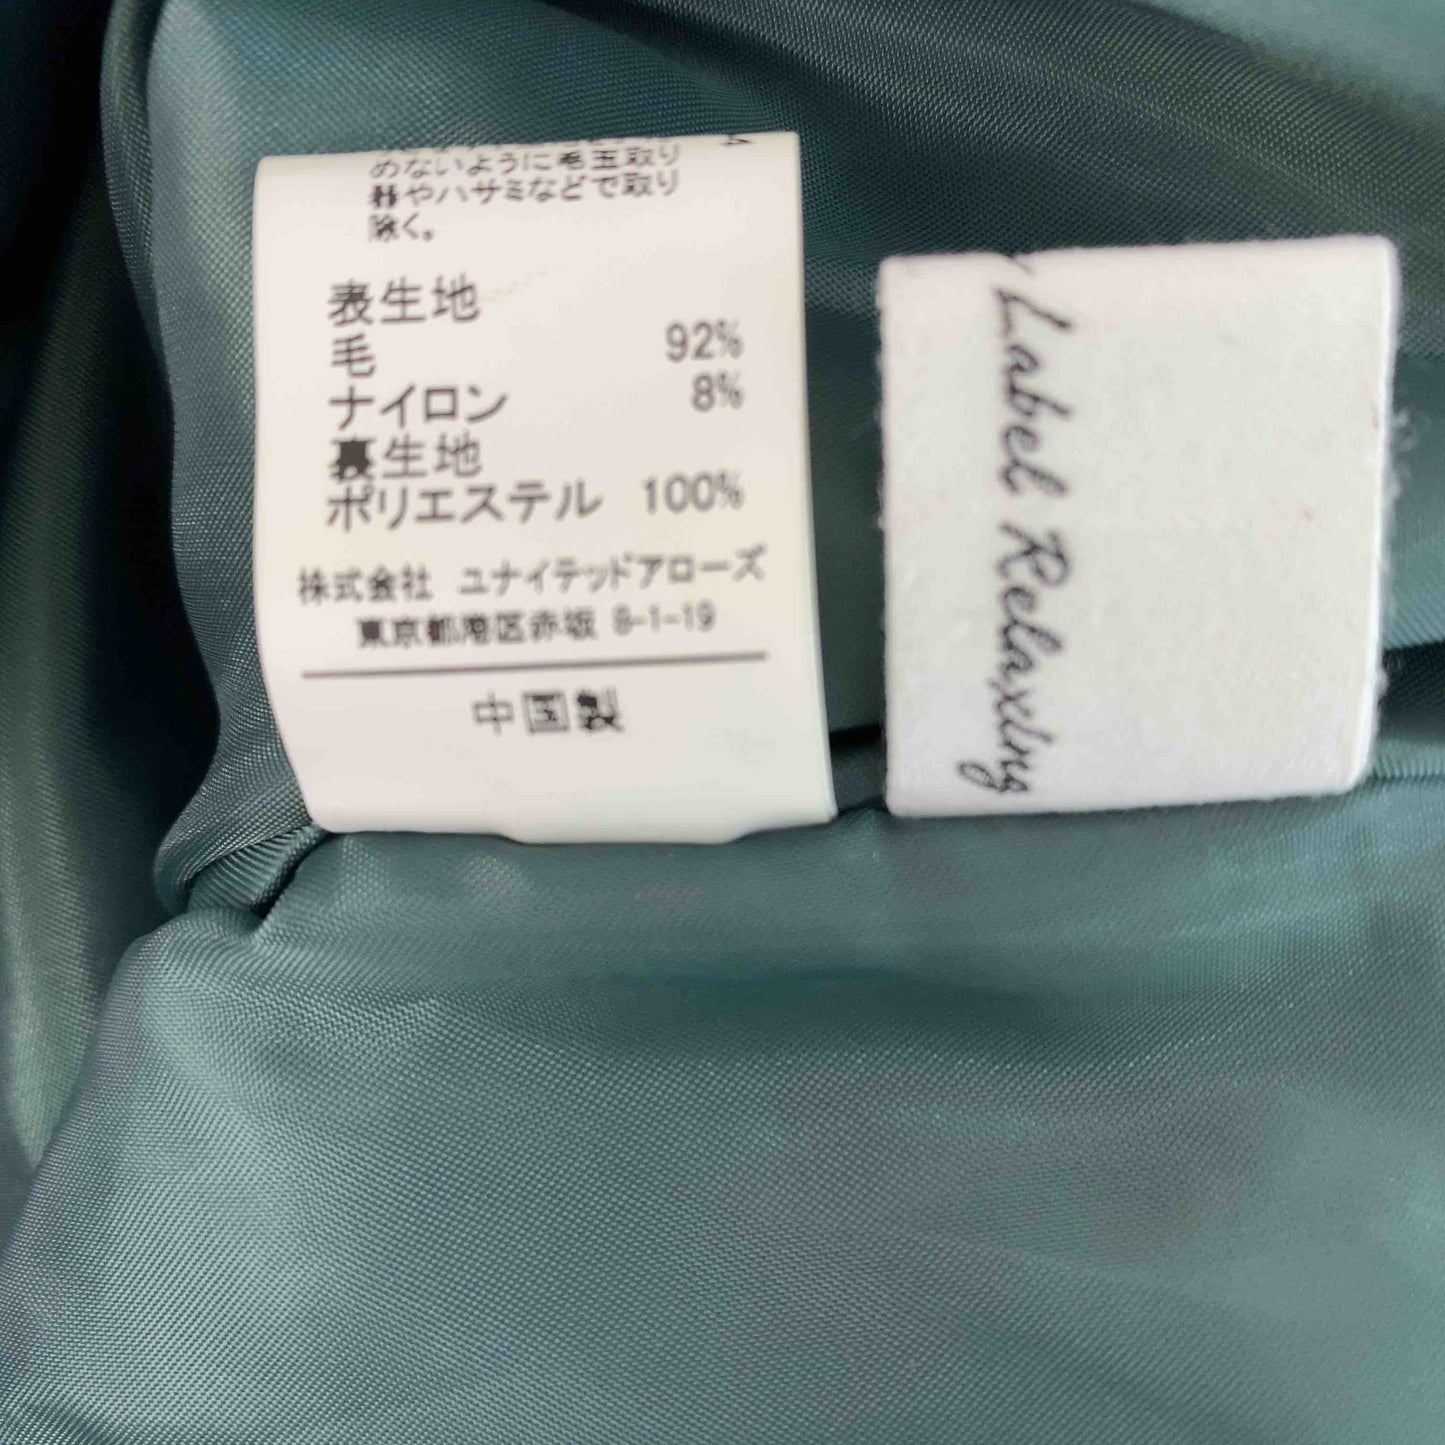 めないように毛玉取り
器やハサミなどで取り
除く。
表生地
毛 92%
ナイロン 8%
裏生地
ポリエステル 100%
株式会社 ユナイテッドアローズ
東京都港区赤坂 8-1-19
中国製
Label Relaxing